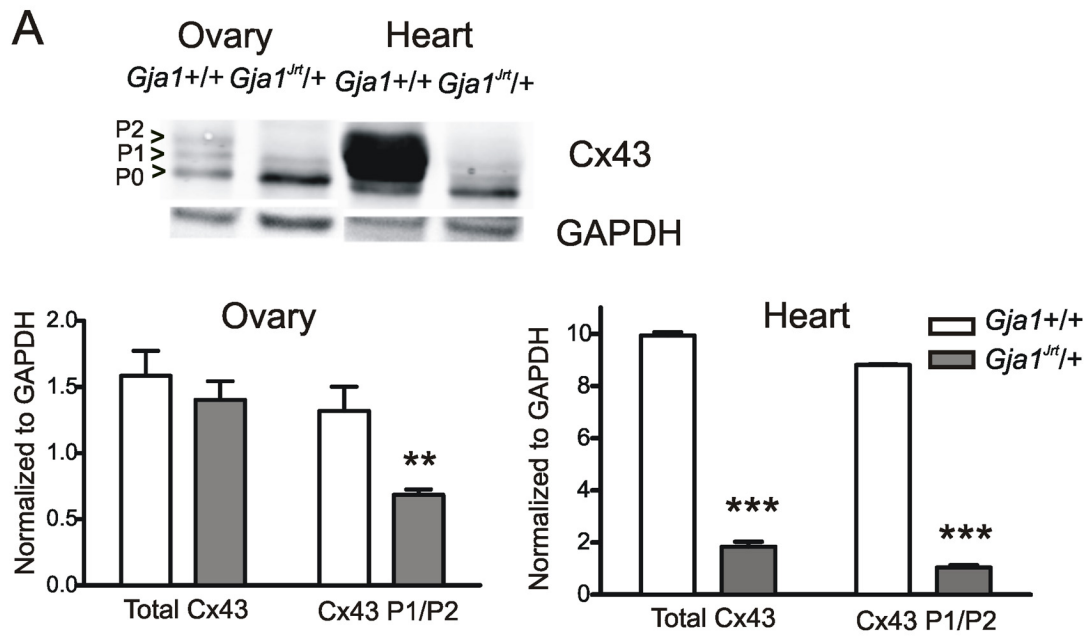 A
Ovary Heart
Gja1+/+ Gja1Jrt/+ Gja1+/+ Gja1Jrt/+
P2 >
P1 >
P0 >
Cx43
GAPDH
Ovary
Normalized to GAPDH
2.0
1.5
1.0
0.5
0.0
**
Total Cx43 Cx43 P1/P2
Heart
Normalized to GAPDH
10
8
6
4
2
0
***
***
Total Cx43 Cx43 P1/P2
Gja1+/+
Gja1Jrt/+